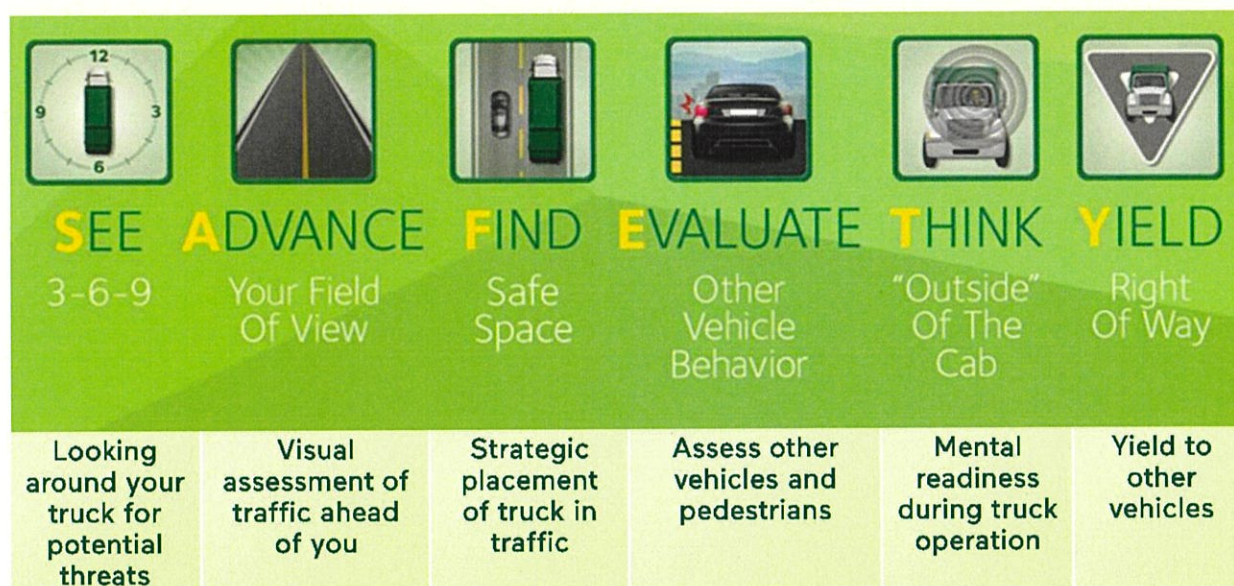 12
9
3
6
SEE
3-6-9
Looking
around your
truck for
potential
threats
ADVANCE
Your Field
Of View
Visual
assessment of
traffic ahead
of you
FIND
Safe
Space
Strategic
placement
of truck in
traffic
EVALUATE
Other
Vehicle
Behavior
Assess other
vehicles and
pedestrians
THINK
"Outside"
Of The
Cab
Mental
readiness
during truck
operation
YIELD
Right
Of Way
Yield to
other
vehicles